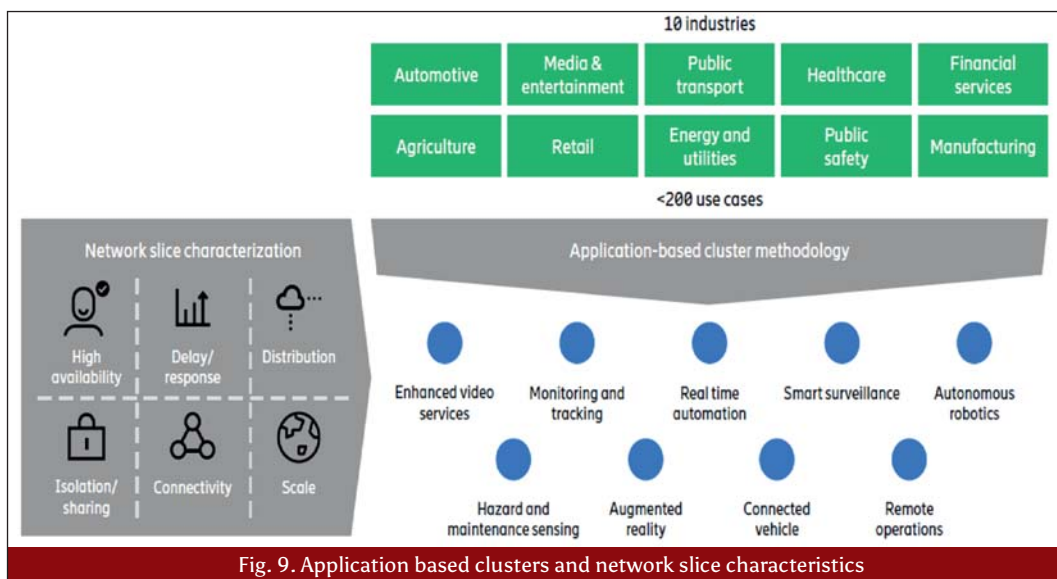 10 industries
Automotive
Media &
entertainment
Public
transport
Healthcare
Financial
services
Agriculture
Retail
Energy and
utilities
Public
safety
Manufacturing
<200 use cases
Network slice characterization
High
availability
Delay/
response
Distribution
Isolation/
sharing
Connectivity
Scale
Application-based cluster methodology
Enhanced video
services
Monitoring and
tracking
Real time
automation
Smart surveillance
Autonomous
robotics
Hazard and
maintenance sensing
Augmented
reality
Connected
vehicle
Remote
operations
Fig. 9. Application based clusters and network slice characteristics